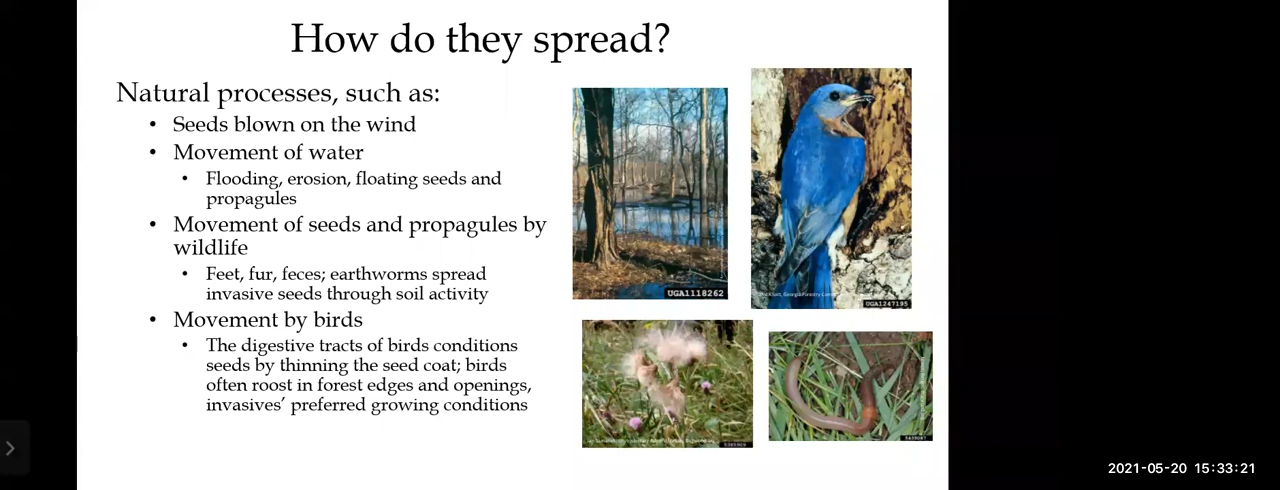 How do they spread?
Natural processes, such as:
• Seeds blown on the wind
• Movement of water
• Flooding, erosion, floating seeds and
propagules
• Movement of seeds and propagules by
wildlife
• Feet, fur, feces; earthworms spread
invasive seeds through soil activity
• Movement by birds
• The digestive tracts of birds conditions
seeds by thinning the seed coat; birds
often roost in forest edges and openings,
invasives’ preferred growing conditions
UGA1118262
UGA1247195
2021-05-20 15:33:21